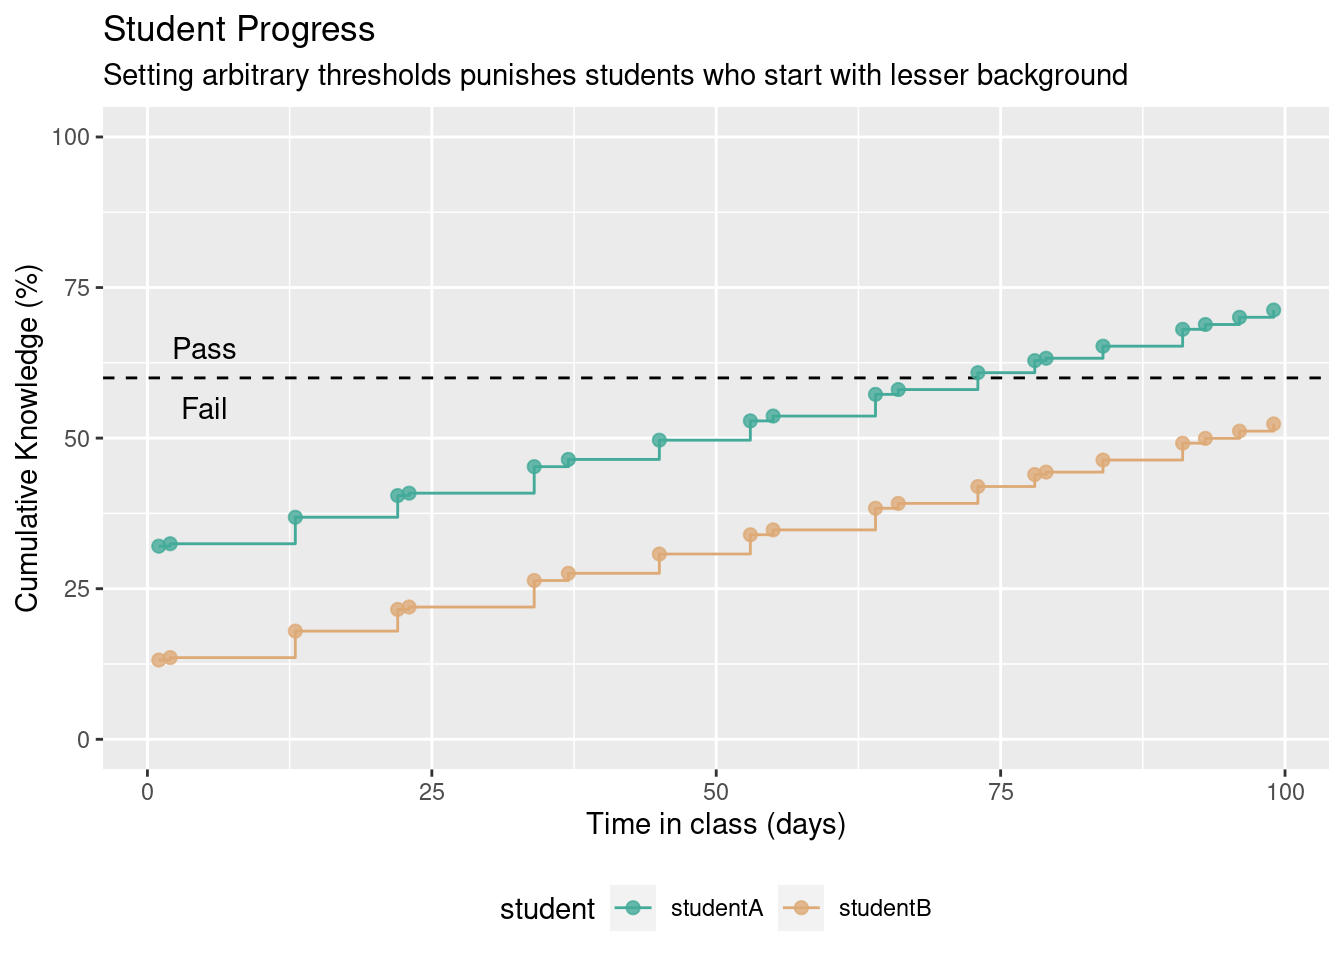 Student Progress
Setting arbitrary thresholds punishes students who start with lesser background
Cumulative Knowledge (%)
100
75
50
25
0
Pass
Fail
0 25 50 75 100
Time in class (days)
student studentA studentB